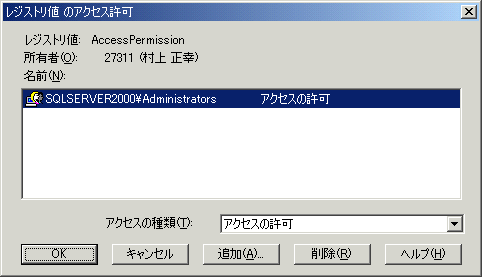 レジストリ値 のアクセス許可
レジストリ値: AccessPermission
所有者(O): 27311 (村上 正幸)
名前(N):
SQLSERVER2000¥Administrators アクセスの許可
アクセスの種類(T): アクセスの許可
OK キャンセル 追加(A)... 削除(R) ヘルプ(H)